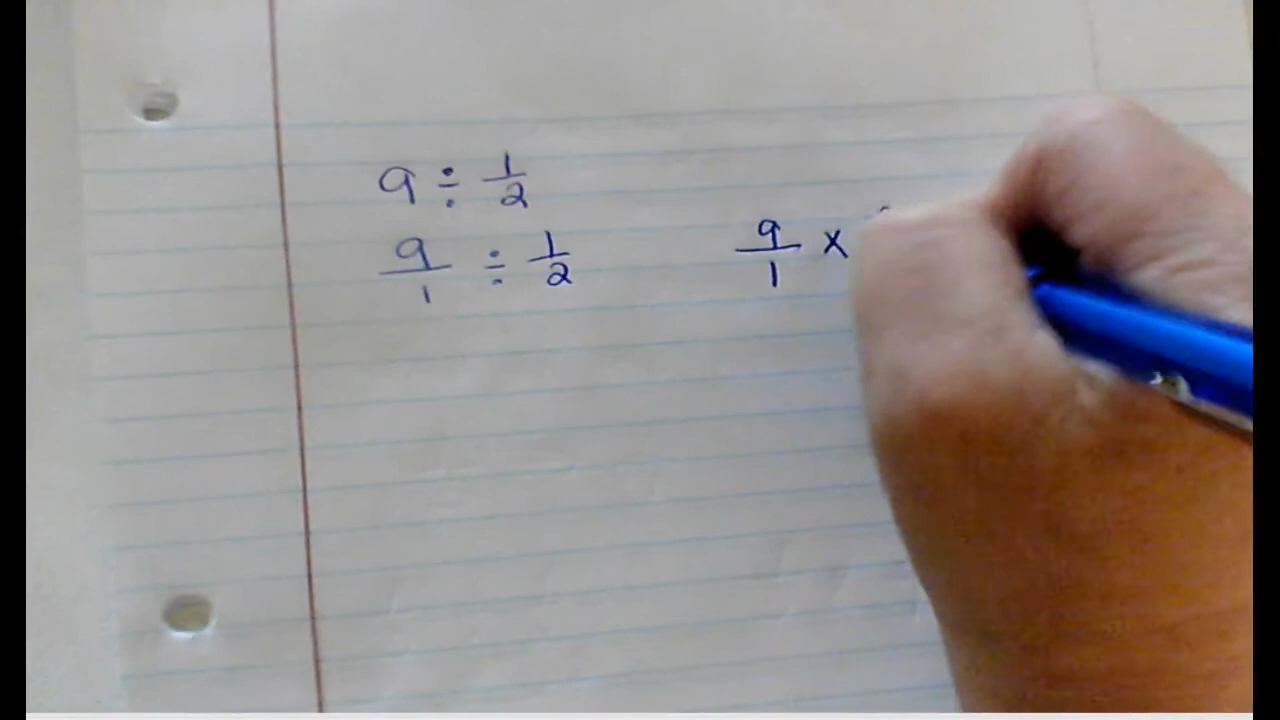 9 ÷ 1/2
9/1 ÷ 1/2
9/1 ×